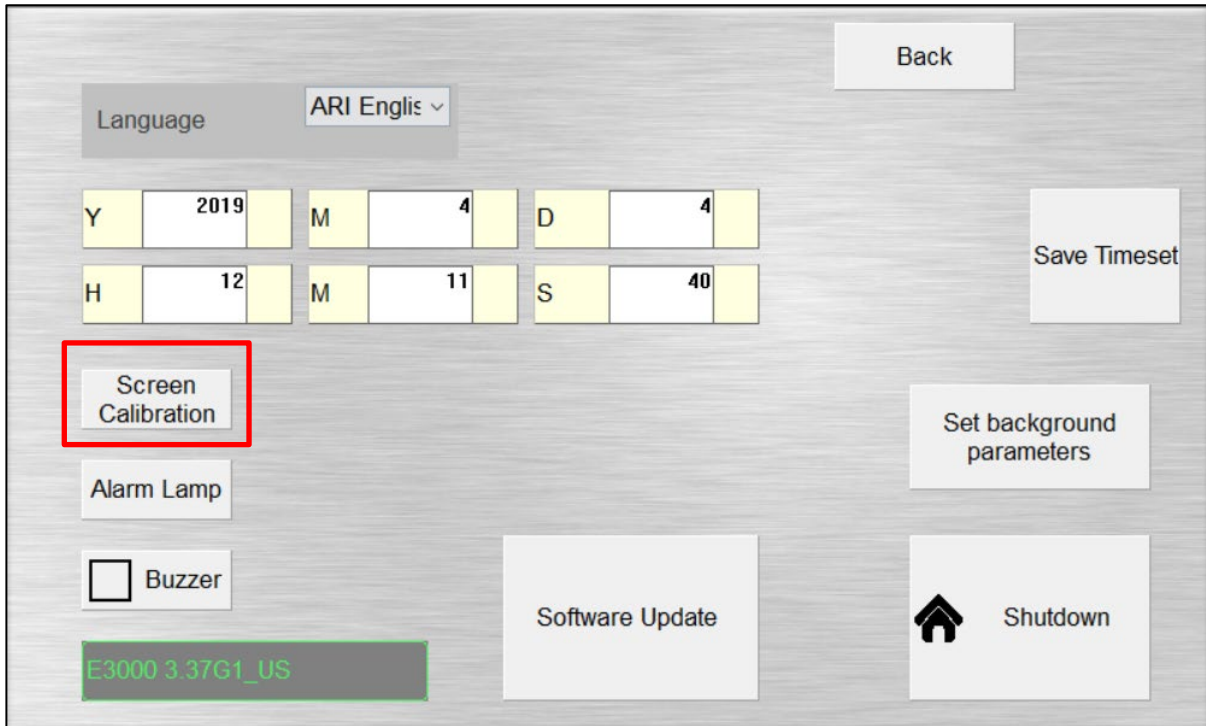 Back
Language
ARI Englis
Y 2019 M 4 D 4
H 12 M 11 S 40
Save Timeset
Screen
Calibration
Set background
parameters
Alarm Lamp
Buzzer
Software Update
Shutdown
E3000 3.37G1_US